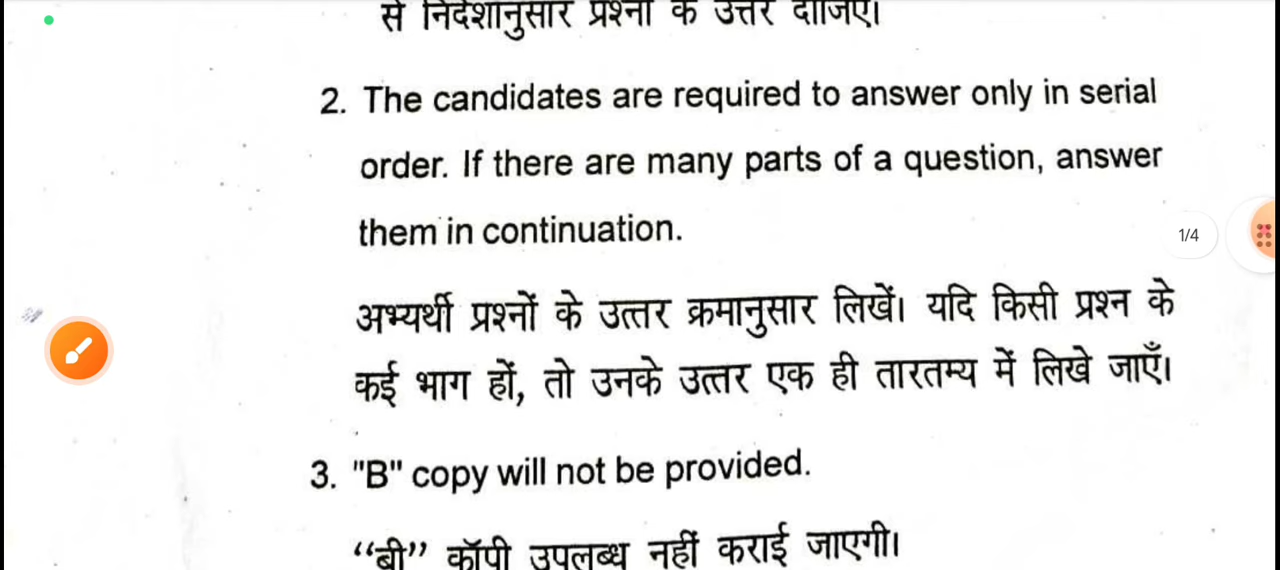 से निर्देशानुसार प्रश्नों के उत्तर दीजिए।
2. The candidates are required to answer only in serial
order. If there are many parts of a question, answer
them in continuation.
1/4
अभ्यर्थी प्रश्नों के उत्तर क्रमानुसार लिखें। यदि किसी प्रश्न के
कई भाग हों, तो उनके उत्तर एक ही तारतम्य में लिखे जाएँ।
3. "B" copy will not be provided.
‘‘बी’’ कॉपी उपलब्ध नहीं कराई जाएगी।